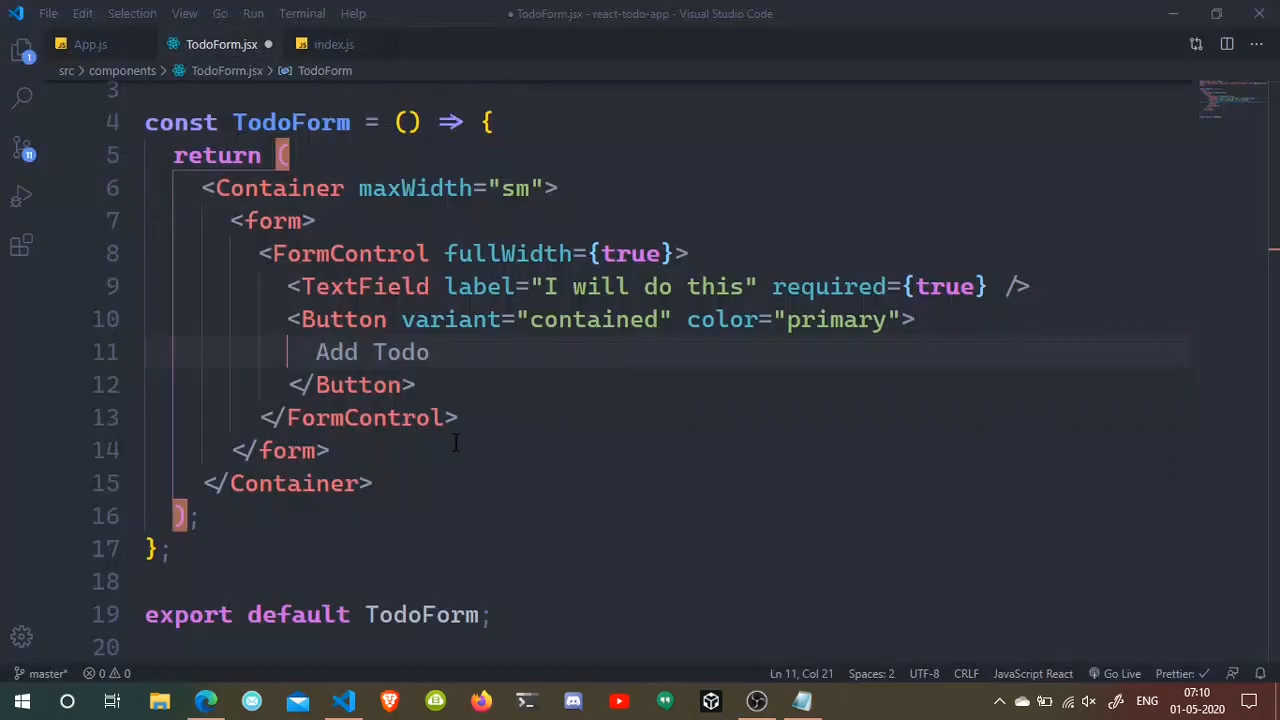 File Edit Selection View Go Run Terminal Help ● TodoForm.jsx - react-todo-app - Visual Studio Code
JS App.js TodoForm.jsx ● JS index.js
src > components > TodoForm.jsx > TodoForm
1
11
3
4 const TodoForm = () => {
5 return (
6 <Container maxWidth="sm">
7 <form>
8 <FormControl fullWidth={true}>
9 <TextField label="I will do this" required={true} />
10 <Button variant="contained" color="primary">
11 Add Todo
12 </Button>
13 </FormControl>
14 </form>
15 </Container>
16 );
17 };
18
19 export default TodoForm;
20
master* 0 0 Ln 11, Col 21 Spaces: 2 UTF-8 CRLF JavaScript React Go Live Prettier: ✓
ENG 07:10
01-05-2020